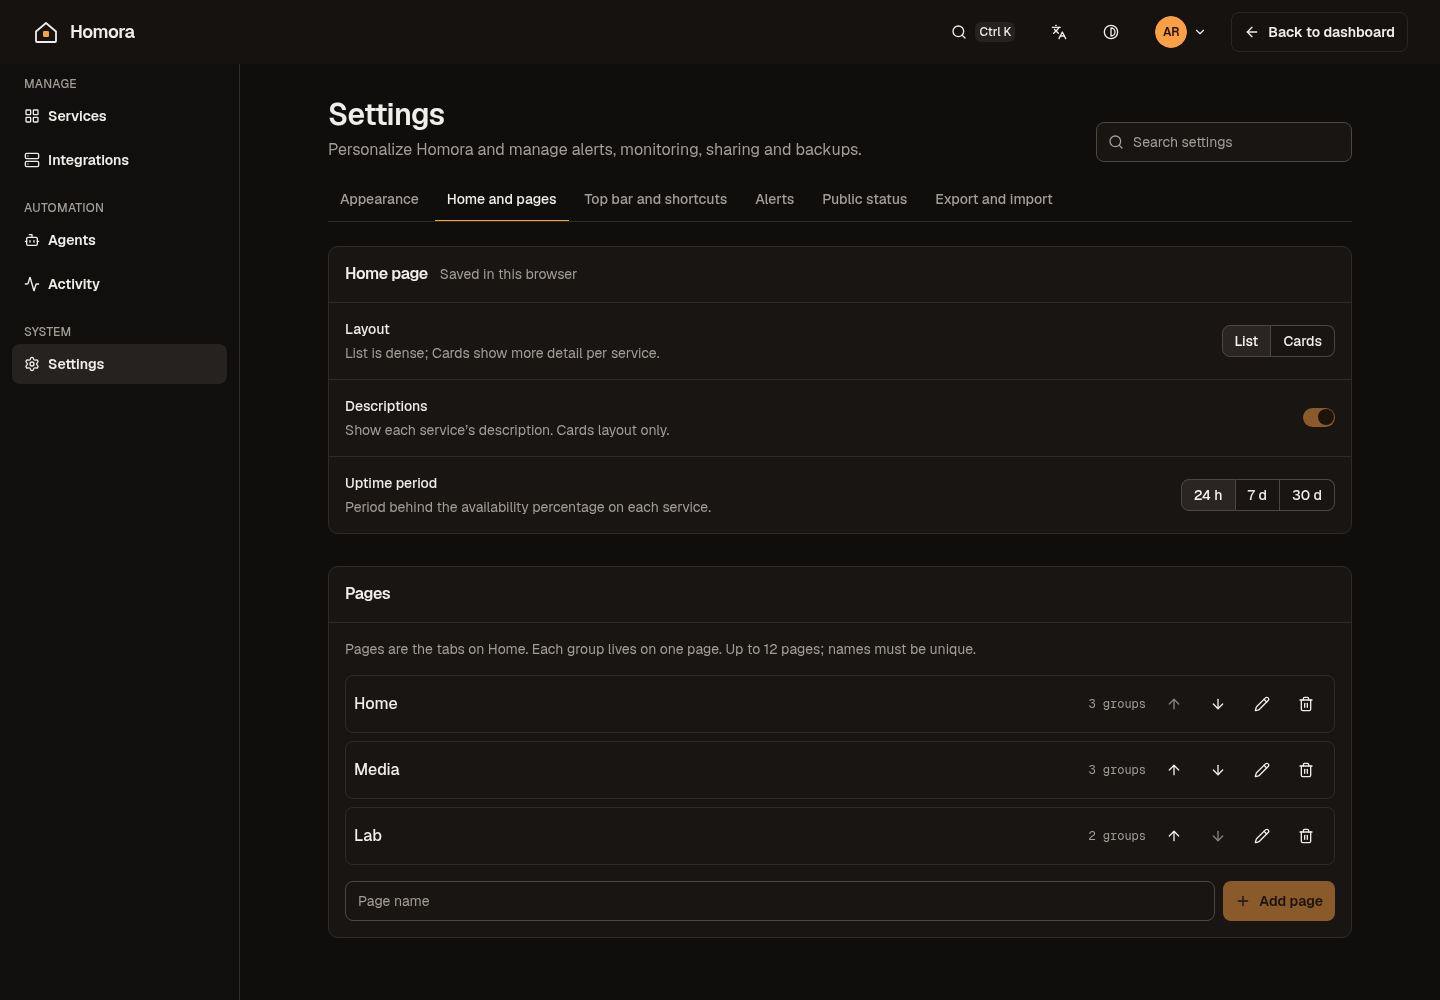 Homora
Ctrl K
AR
Back to dashboard
MANAGE
Services
Integrations
AUTOMATION
Agents
Activity
SYSTEM
Settings
Settings
Personalize Homora and manage alerts, monitoring, sharing and backups.
Search settings
Appearance
Home and pages
Top bar and shortcuts
Alerts
Public status
Export and import
Home page
Saved in this browser
Layout
List is dense; Cards show more detail per service.
List
Cards
Descriptions
Show each service’s description. Cards layout only.
Uptime period
Period behind the availability percentage on each service.
24 h
7 d
30 d
Pages
Pages are the tabs on Home. Each group lives on one page. Up to 12 pages; names must be unique.
Home
3 groups
Media
3 groups
Lab
2 groups
Page name
Add page